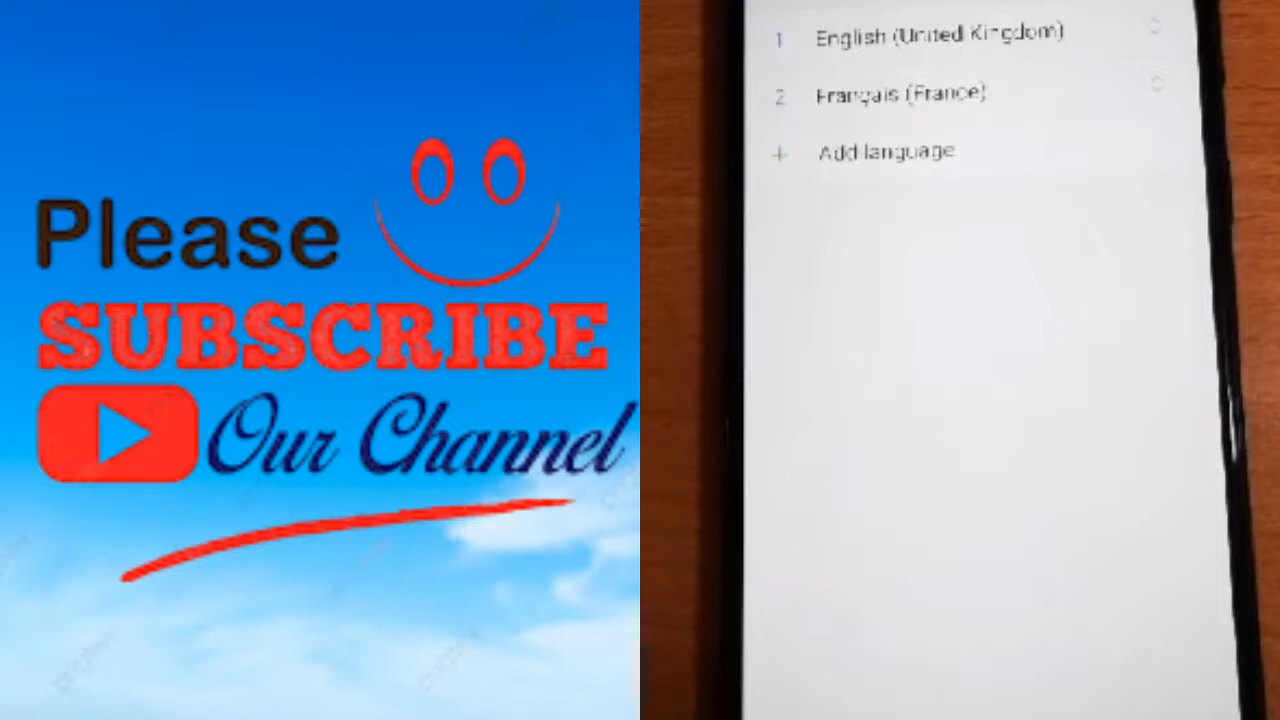 Please
SUBSCRIBE
Our Channel
1 English (United Kingdom)
2 Français (France)
+ Add language